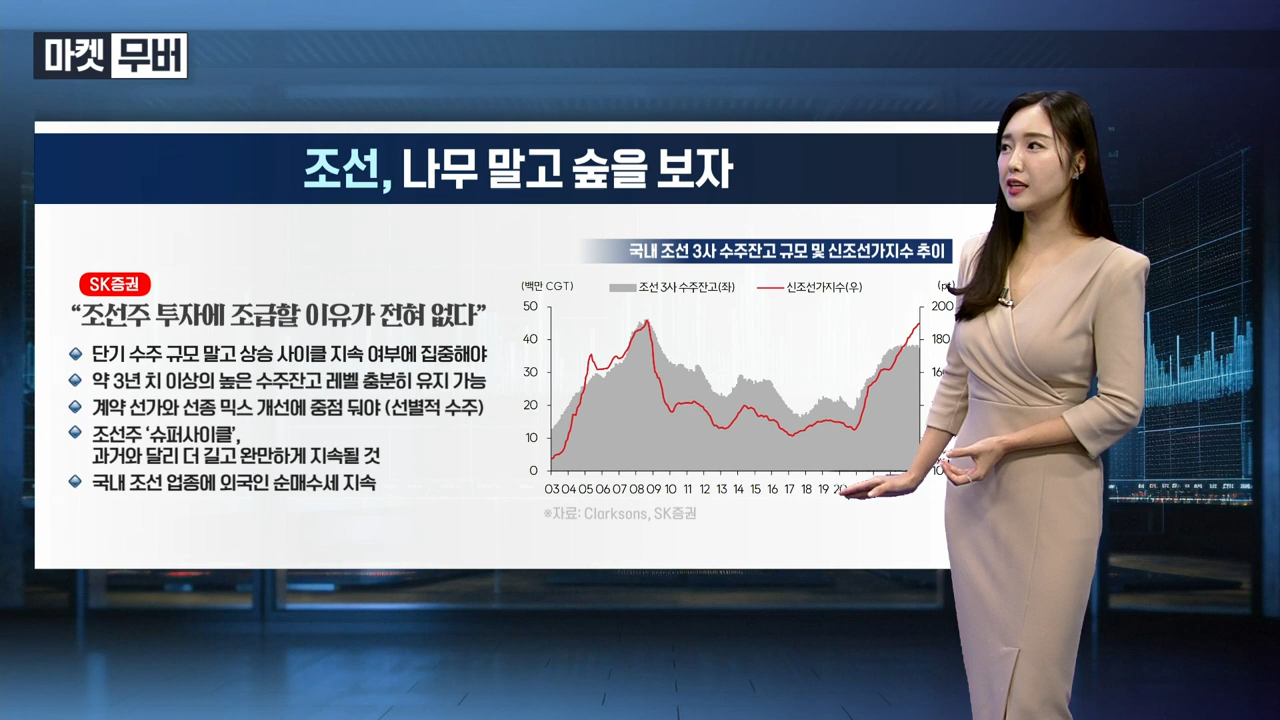 마켓 무버
조선, 나무 말고 숲을 보자
SK증권
“조선주 투자에 조급할 이유가 전혀 없다”
단기 수주 규모 말고 상승 사이클 지속 여부에 집중해야
약 3년 치 이상의 높은 수주잔고 레벨 충분히 유지 가능
계약 선가와 선종 믹스 개선에 중점 둬야 (선별적 수주)
조선주 ‘슈퍼사이클’,
과거와 달리 더 길고 완만하게 지속될 것
국내 조선 업종에 외국인 순매수세 지속
국내 조선 3사 수주잔고 규모 및 신조선가지수 추이
(백만 CGT) 조선 3사 수주잔고(좌) 신조선가지수(우)
50 200
40 180
30
20
10
0
03 04 05 06 07 08 09 10 11 12 13 14 15 16 17 18 19
※자료: Clarksons, SK증권